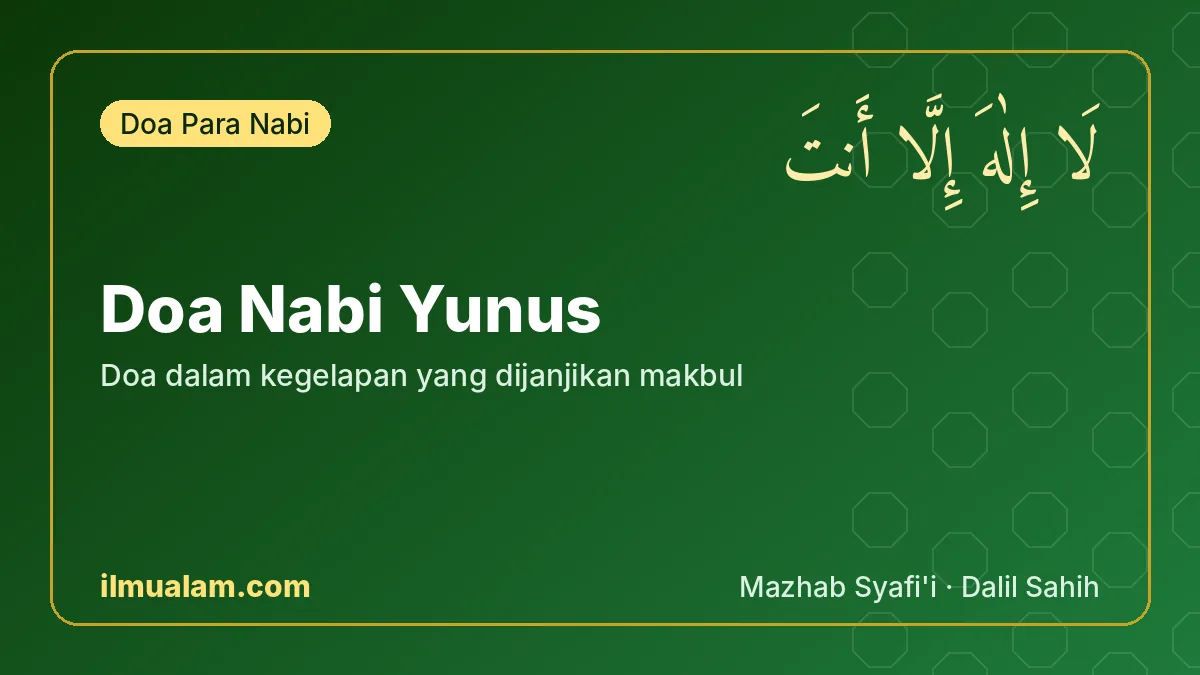 Doa Para Nabi
لَا إِلَٰهَ إِلَّا أَنتَ
Doa Nabi Yunus
Doa dalam kegelapan yang dijanjikan makbul
ilmualam.com
Mazhab Syafi'i · Dalil Sahih